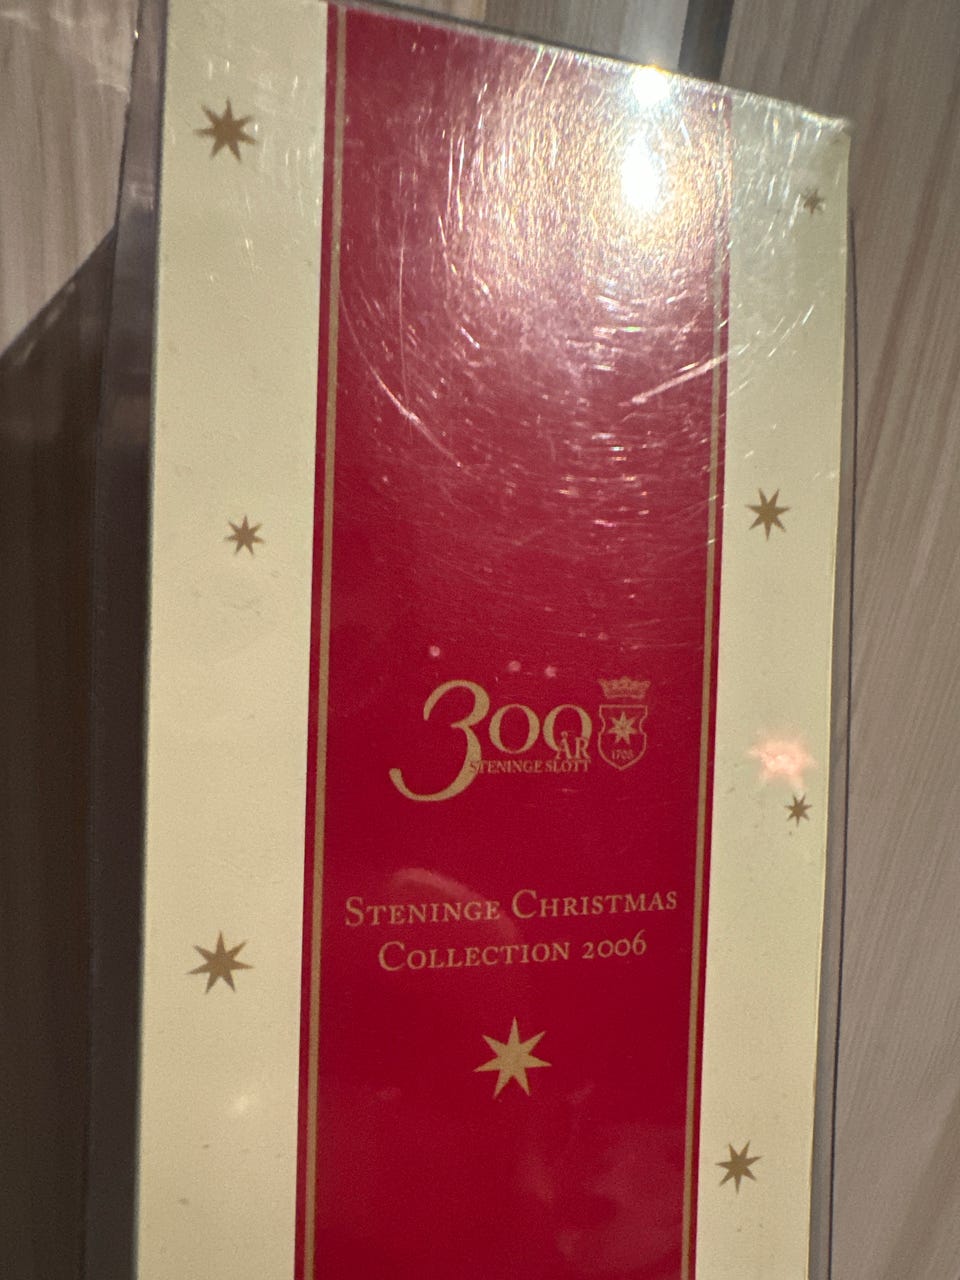 300
ÅR
STENINGE SLOTT
1705
STENINGE CHRISTMAS
COLLECTION 2006